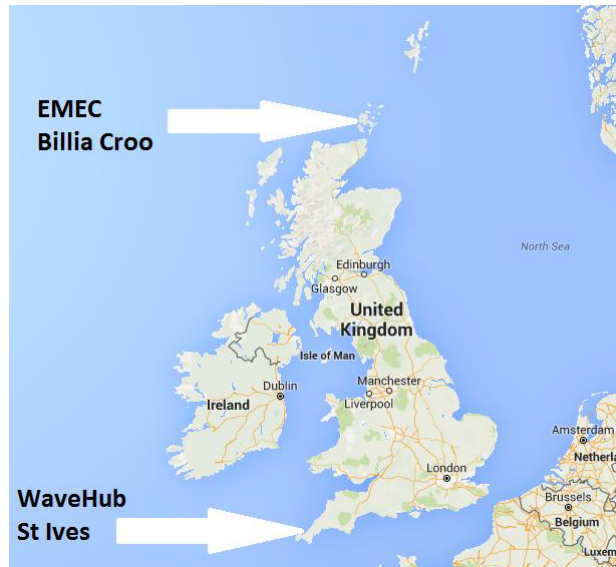 EMEC
Billia Croo
North Sea
Edinburgh
Glasgow
United
Kingdom
Isle of Man
Manchester
Dublin
Liverpool
Ireland
Amsterdam
Netherla
London
WaveHub
St Ives
Brussels
Belgium
Luxem